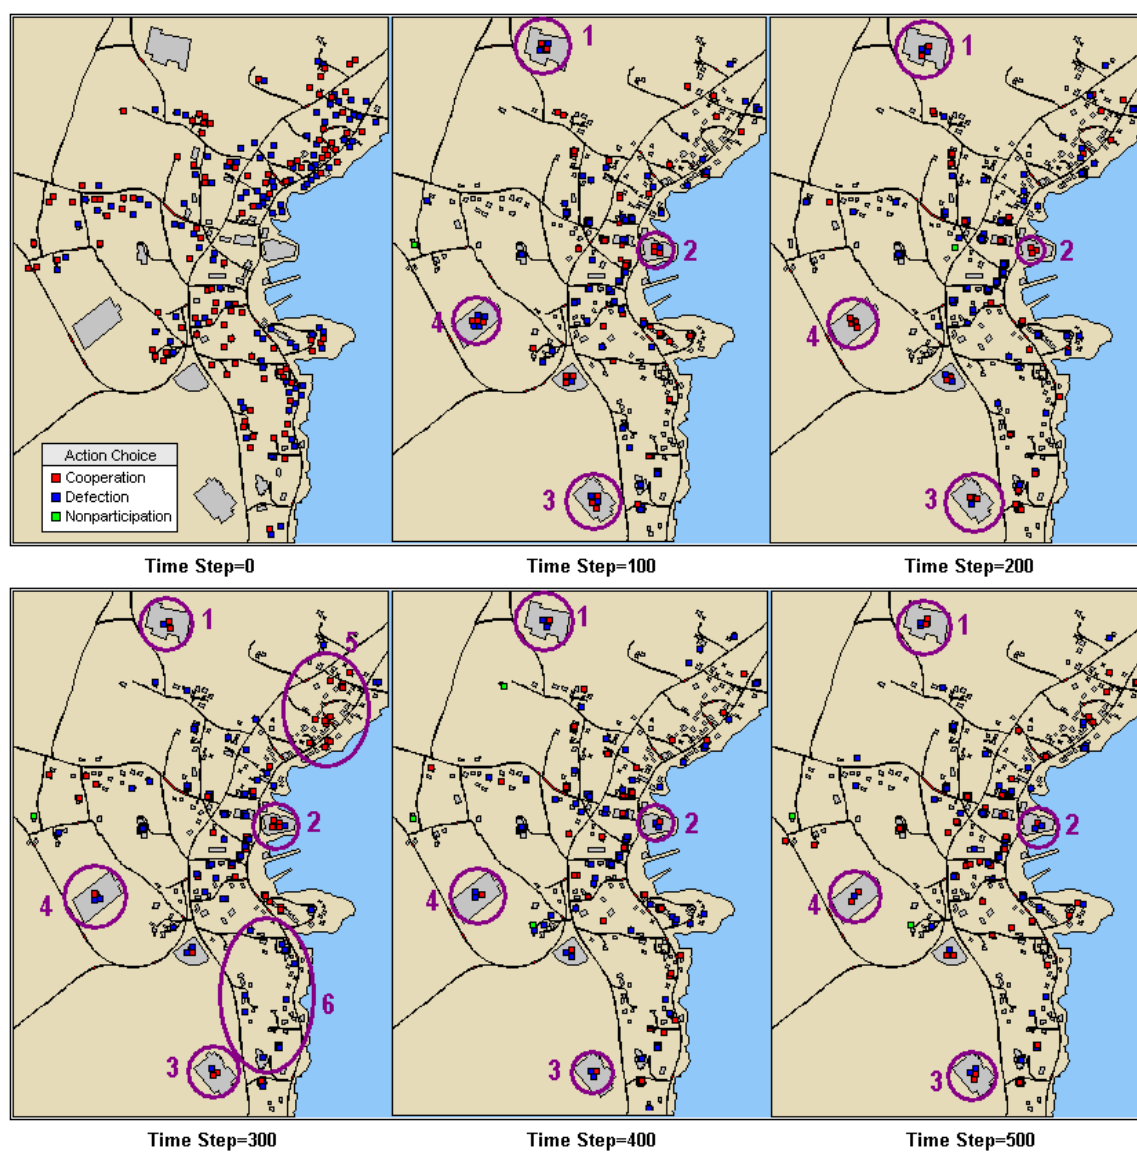 1
1
2
2
4
4
3
3
Action Choice
Cooperation
Defection
Nonparticipation
Time Step=0
Time Step=100
Time Step=200
1
1
1
5
2
2
2
4
4
4
6
3
3
3
Time Step=300
Time Step=400
Time Step=500